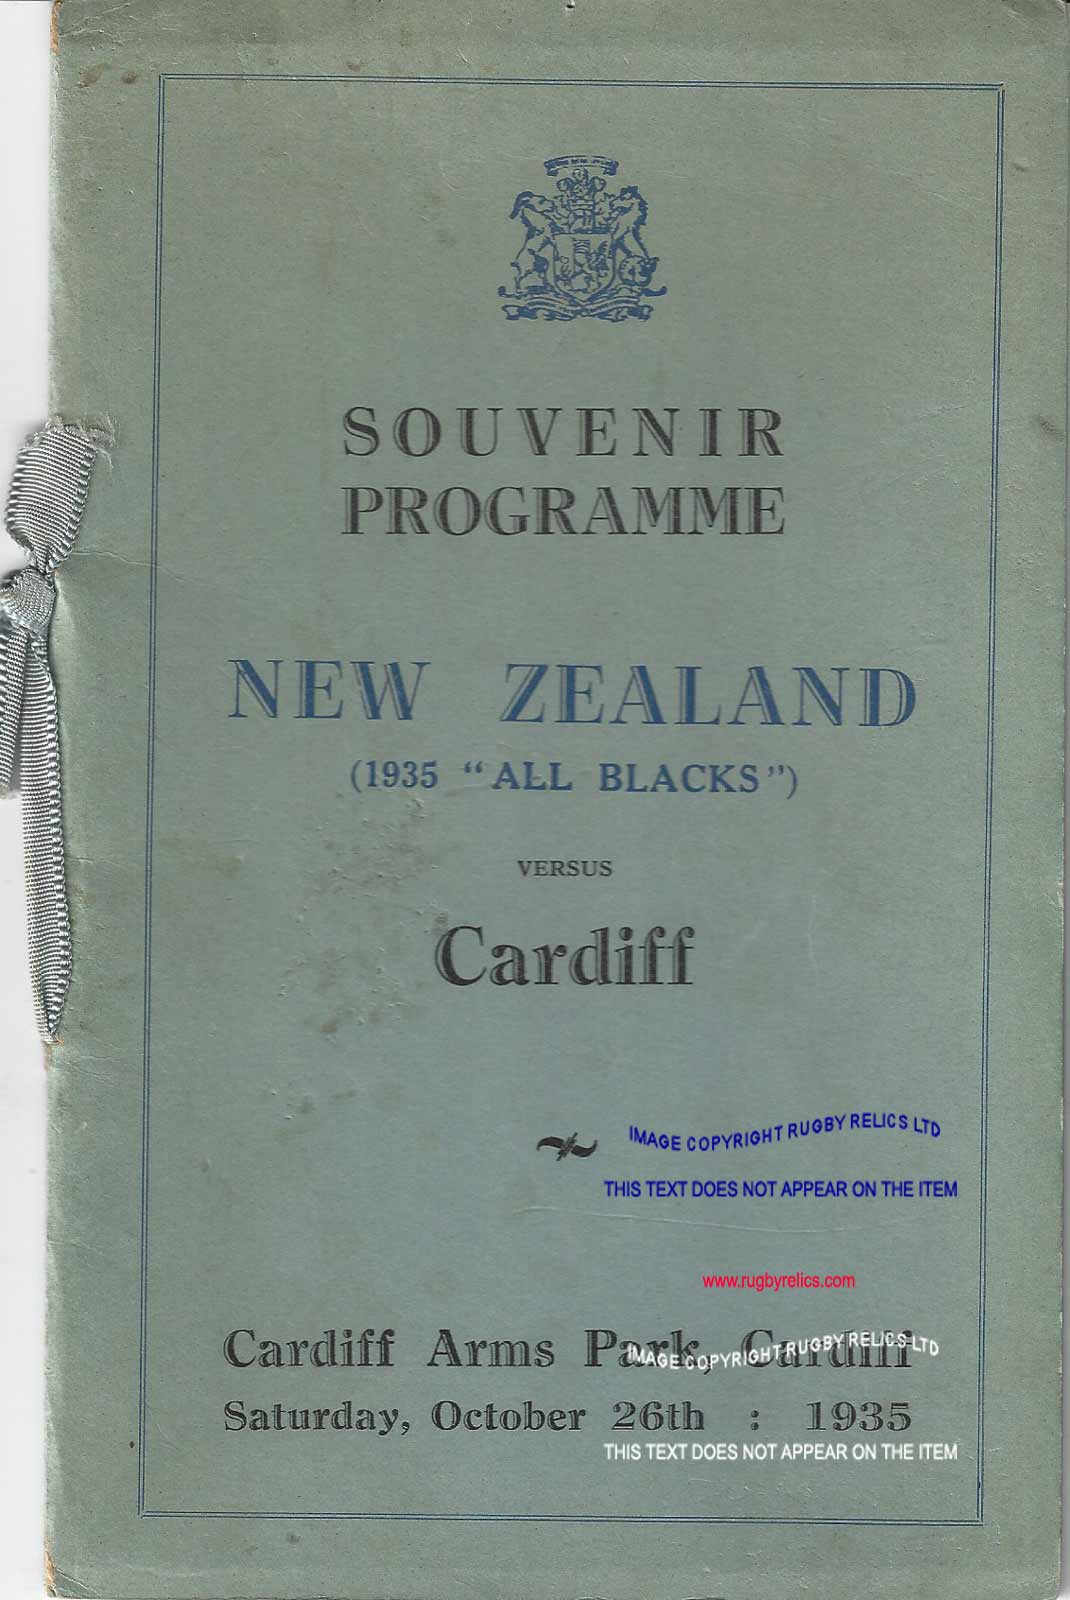 SOUVENIR
PROGRAMME
NEW ZEALAND
(1935 “ALL BLACKS”)
VERSUS
Cardiff
IMAGE COPYRIGHT RUGBY RELICS LTD
THIS TEXT DOES NOT APPEAR ON THE ITEM
www.rugbyrelics.com
Cardiff Arms Park, Cardiff
IMAGE COPYRIGHT RUGBY RELICS LTD
Saturday, October 26th : 1935
THIS TEXT DOES NOT APPEAR ON THE ITEM